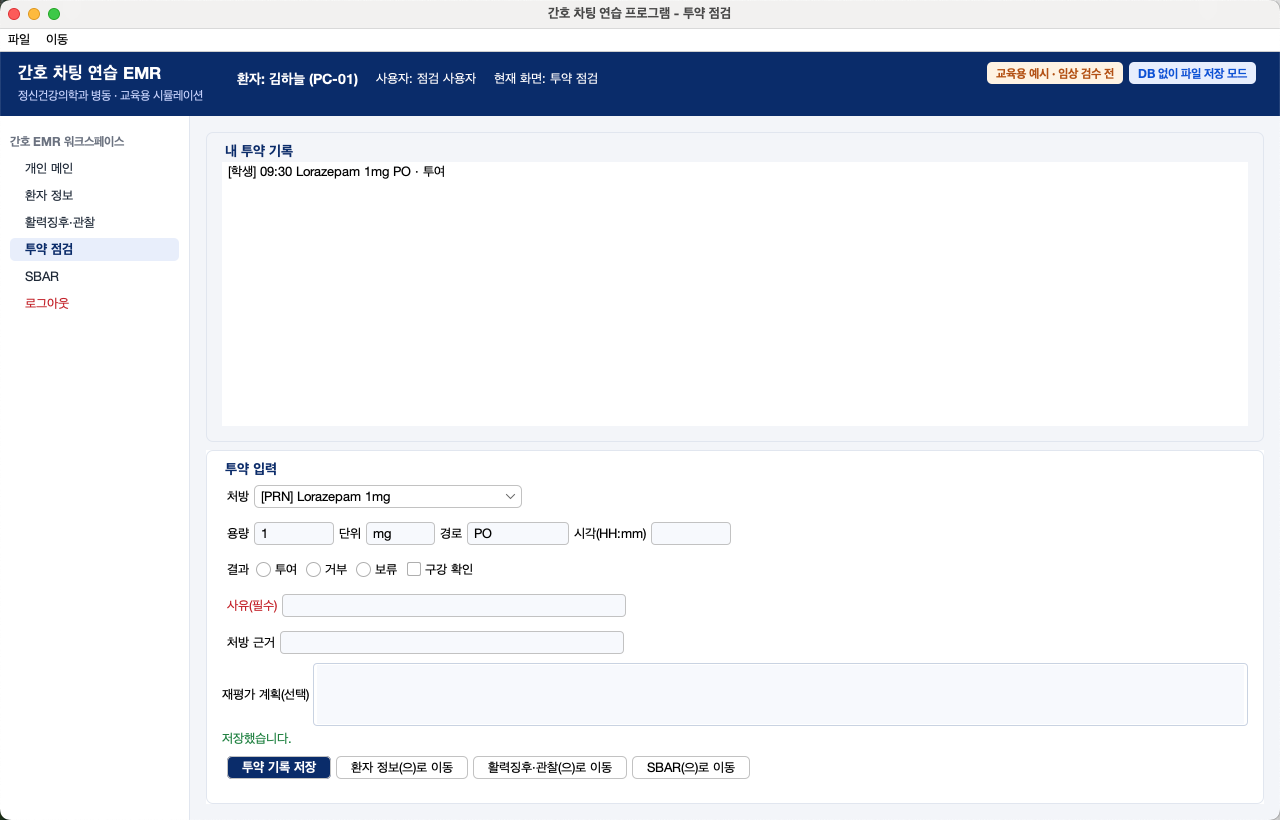 간호 차팅 연습 프로그램 - 투약 점검
파일 이동
간호 차팅 연습 EMR
정신건강의학과 병동 · 교육용 시뮬레이션
환자: 김하늘 (PC-01) 사용자: 점검 사용자 현재 화면: 투약 점검
교육용 예시 · 임상 검수 전 DB 없이 파일 저장 모드
간호 EMR 워크스페이스
개인 메인
환자 정보
활력징후·관찰
투약 점검
SBAR
로그아웃
내 투약 기록
[학생] 09:30 Lorazepam 1mg PO · 투여
투약 입력
처방 [PRN] Lorazepam 1mg
용량 1 단위 mg 경로 PO 시각(HH:mm)
결과 투여 거부 보류 구강 확인
사유(필수)
처방 근거
재평가 계획(선택)
저장했습니다.
투약 기록 저장 환자 정보(으)로 이동 활력징후·관찰(으)로 이동 SBAR(으)로 이동